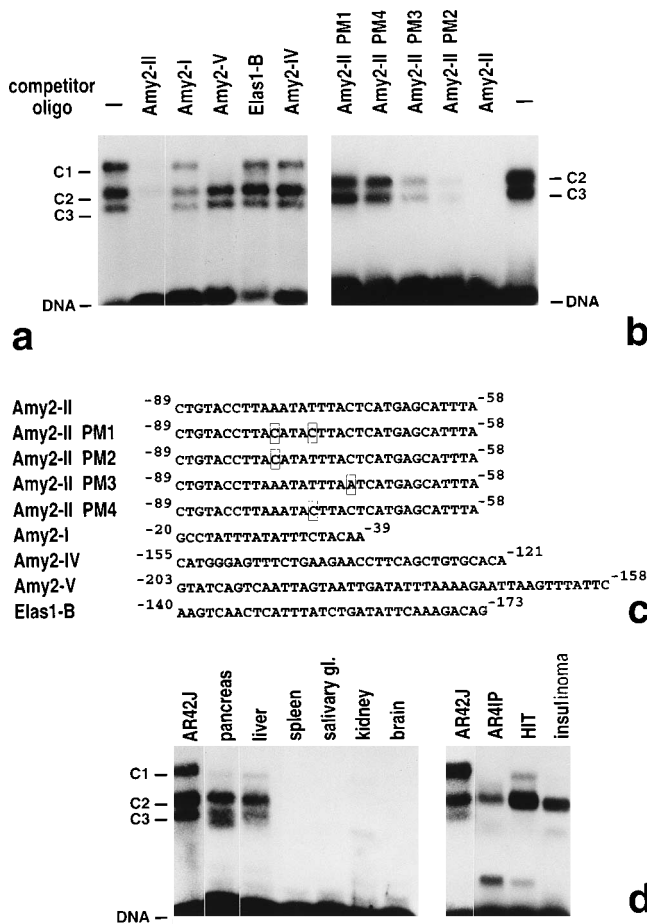 competitor oligo
— Amy2-II Amy2-I Amy2-V Elas1-B Amy2-IV
C1
C2
C3
DNA
a
Amy2-II PM1 Amy2-II PM4 Amy2-II PM3 Amy2-II PM2 Amy2-II —
C2
C3
DNA
b
Amy2-II -89 CTGTACCTTAAATATTTACTCATGAGCATTTA -58
Amy2-II PM1 -89 CTGTACCTTACATACTTACTCATGAGCATTTA -58
Amy2-II PM2 -89 CTGTACCTTACATATTTACTCATGAGCATTTA -58
Amy2-II PM3 -89 CTGTACCTTAAATATTTAATCATGAGCATTTA -58
Amy2-II PM4 -89 CTGTACCTTAAATACTTACTCATGAGCATTTA -58
Amy2-I -20 GCCTATTTATATTTCTACAA -39
Amy2-IV -155 CATGGGAGTTTCTGAAGAACCTTCAGCTGTGCACA -121
Amy2-V -203 GTATCAGTCAATTAGTAATTGATATTTAAAAGAATTAAGTTTATTC -158
Elas1-B -140 AAGTCAACTCATTTATCTGATATTCAAAGACAG -173
c
AR42J pancreas liver spleen salivary gl. kidney brain
C1
C2
C3
DNA
AR42J AR4IP HIT insulinoma
d